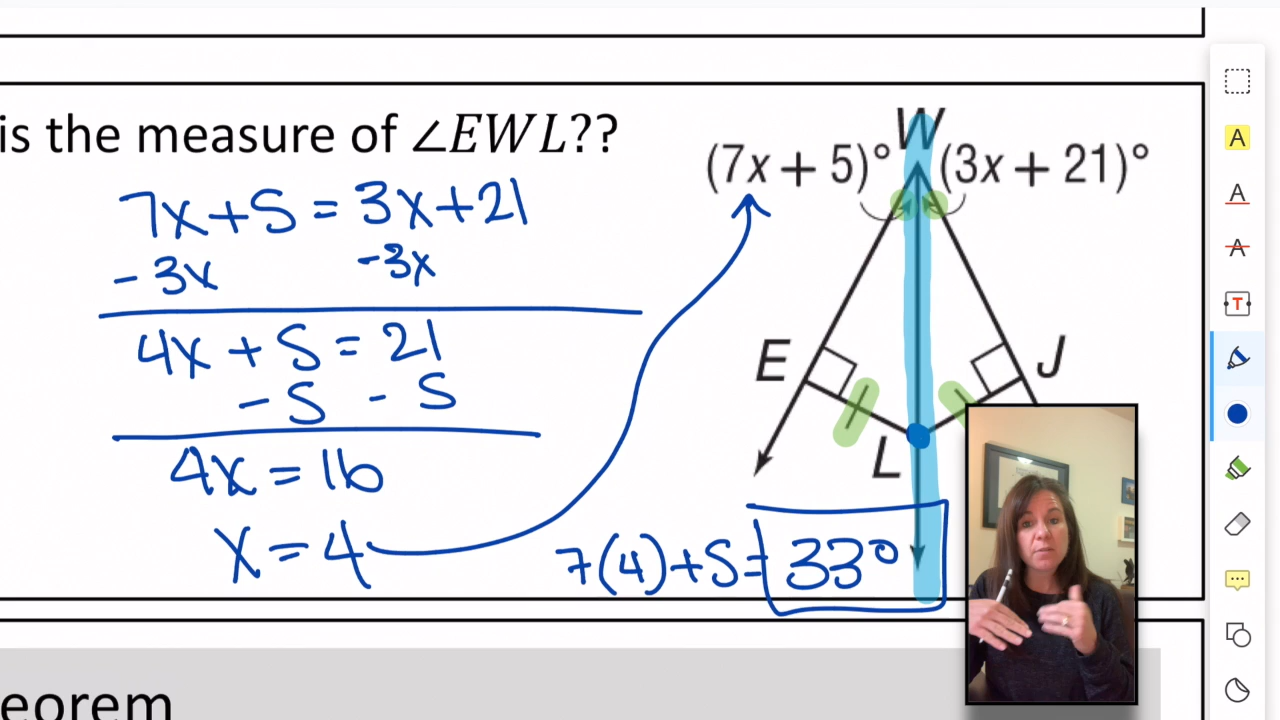 is the measure of ∠EWL??
W
(7x + 5)° (3x + 21)°
7x + 5 = 3x + 21
- 3x - 3x
4x + 5 = 21
- 5 - 5
4x = 16
x = 4
E
J
L
7(4) + 5 = 33°
eorem
A
A
A
T